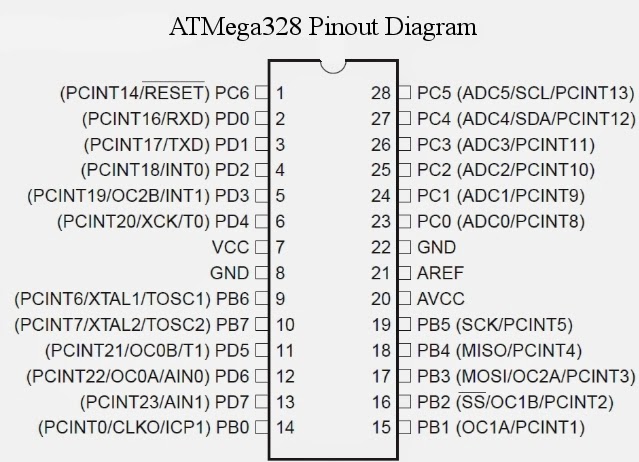 ATMega328 Pinout Diagram
(PCINT14/RESET) PC6 1 28 PC5 (ADC5/SCL/PCINT13)
(PCINT16/RXD) PD0 2 27 PC4 (ADC4/SDA/PCINT12)
(PCINT17/TXD) PD1 3 26 PC3 (ADC3/PCINT11)
(PCINT18/INT0) PD2 4 25 PC2 (ADC2/PCINT10)
(PCINT19/OC2B/INT1) PD3 5 24 PC1 (ADC1/PCINT9)
(PCINT20/XCK/T0) PD4 6 23 PC0 (ADC0/PCINT8)
VCC 7 22 GND
GND 8 21 AREF
(PCINT6/XTAL1/TOSC1) PB6 9 20 AVCC
(PCINT7/XTAL2/TOSC2) PB7 10 19 PB5 (SCK/PCINT5)
(PCINT21/OC0B/T1) PD5 11 18 PB4 (MISO/PCINT4)
(PCINT22/OC0A/AIN0) PD6 12 17 PB3 (MOSI/OC2A/PCINT3)
(PCINT23/AIN1) PD7 13 16 PB2 (SS/OC1B/PCINT2)
(PCINT0/CLKO/ICP1) PB0 14 15 PB1 (OC1A/PCINT1)